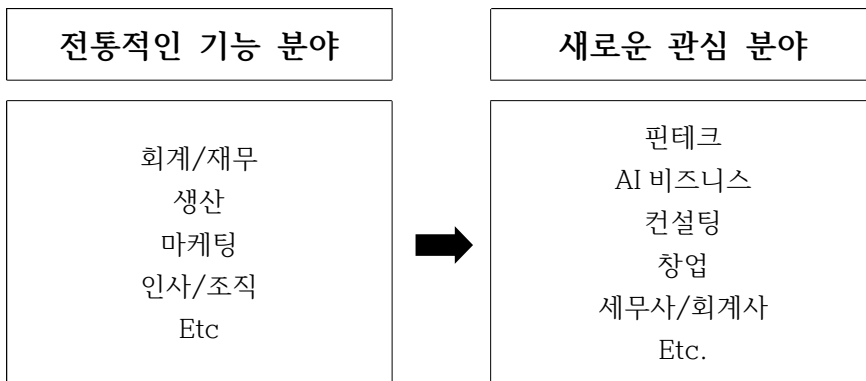 전통적인 기능 분야
회계/재무
생산
마케팅
인사/조직
Etc
새로운 관심 분야
핀테크
AI 비즈니스
컨설팅
창업
세무사/회계사
Etc.